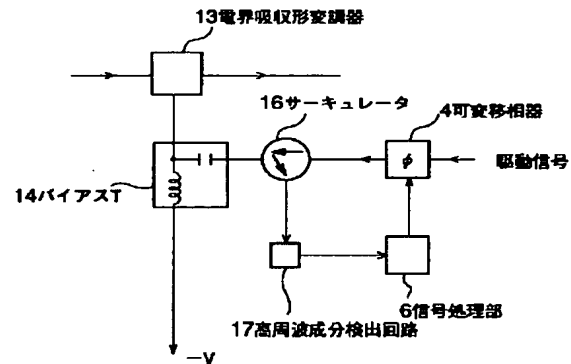 13電界吸収形変調器
16サーキュレータ
4可変移相器
φ
駆動信号
14バイアスT
6信号処理部
17高周波成分検出回路
−V